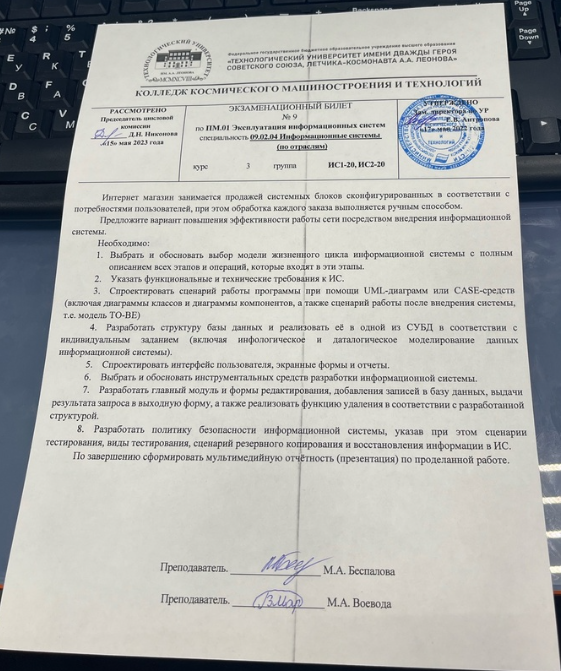 ТЕХНОЛОГИЧЕСКИЙ УНИВЕРСИТЕТ
Федеральное государственное бюджетное образовательное учреждение высшего образования
«ТЕХНОЛОГИЧЕСКИЙ УНИВЕРСИТЕТ ИМЕНИ ДВАЖДЫ ГЕРОЯ
СОВЕТСКОГО СОЮЗА, ЛЕТЧИКА-КОСМОНАВТА А.А. ЛЕОНОВА»
КОЛЛЕДЖ КОСМИЧЕСКОГО МАШИНОСТРОЕНИЯ И ТЕХНОЛОГИЙ
РАССМОТРЕНО
Председатель цикловой
комиссии
Л.Н. Никонова
«15» мая 2023 года
ЭКЗАМЕНАЦИОННЫЙ БИЛЕТ
№ 9
по ПМ.01 Эксплуатация информационных систем
специальность 09.02.04 Информационные системы
(по отраслям)
курс 3 группа ИС1-20, ИС2-20
УТВЕРЖДЕНО
Зам. директора по УР
Антропова
Интернет магазин занимается продажей системных блоков сконфигурированных в соответствии с
потребностями пользователей, при этом обработка каждого заказа выполняется ручным способом.
Предложите вариант повышения эффективности работы сети посредством внедрения информационной
системы.
Необходимо:
1. Выбрать и обосновать выбор модели жизненного цикла информационной системы с полным
описанием всех этапов и операций, которые входят в эти этапы.
2. Указать функциональные и технические требования к ИС.
3. Спроектировать сценарий работы программы при помощи UML-диаграмм или CASE-средств
(включая диаграммы классов и диаграммы компонентов, а также сценарий работы после внедрения системы,
т.е. модель TO-BE)
4. Разработать структуру базы данных и реализовать её в одной из СУБД в соответствии с
индивидуальным заданием (включая инфологическое и даталогическое моделирование данных
информационной системы).
5. Спроектировать интерфейс пользователя, экранные формы и отчеты.
6. Выбрать и обосновать инструментальных средств разработки информационной системы.
7. Разработать главный модуль и формы редактирования, добавления записей в базу данных, выдачи
результата запроса в выходную форму, а также реализовать функцию удаления в соответствии с разработанной
структурой.
8. Разработать политику безопасности информационной системы, указав при этом сценарии
тестирования, виды тестирования, сценарий резервного копирования и восстановления информации в ИС.
По завершению сформировать мультимедийную отчётность (презентация) по проделанной работе.
Преподаватель. М.А. Беспалова
Преподаватель. М.А. Воевода
Page
Up
Page
Down